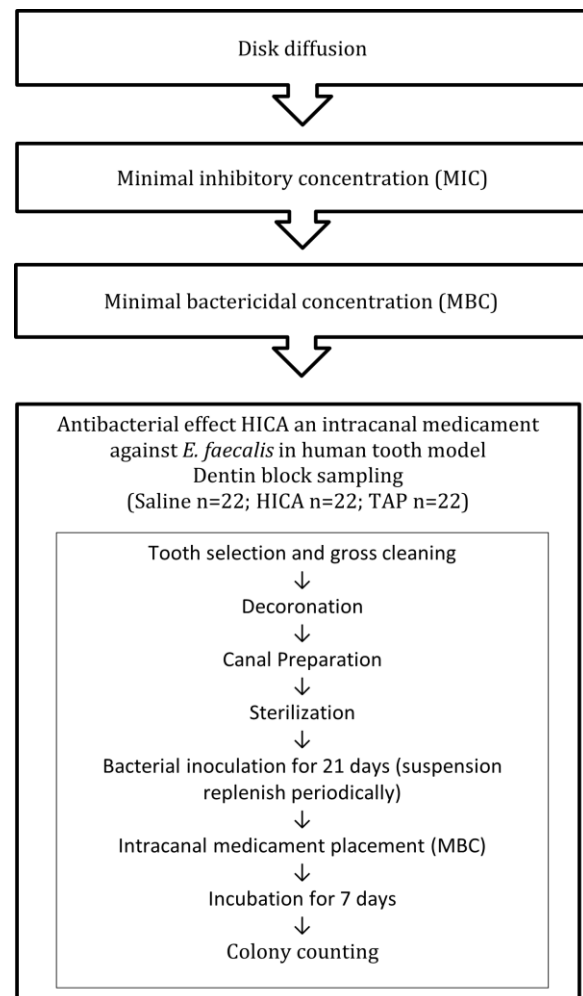 Disk diffusion
Minimal inhibitory concentration (MIC)
Minimal bactericidal concentration (MBC)
Antibacterial effect HICA an intracanal medicament
against E. faecalis in human tooth model
Dentin block sampling
(Saline n=22; HICA n=22; TAP n=22)
Tooth selection and gross cleaning
↓
Decoronation
↓
Canal Preparation
↓
Sterilization
↓
Bacterial inoculation for 21 days (suspension
replenish periodically)
↓
Intracanal medicament placement (MBC)
↓
Incubation for 7 days
↓
Colony counting